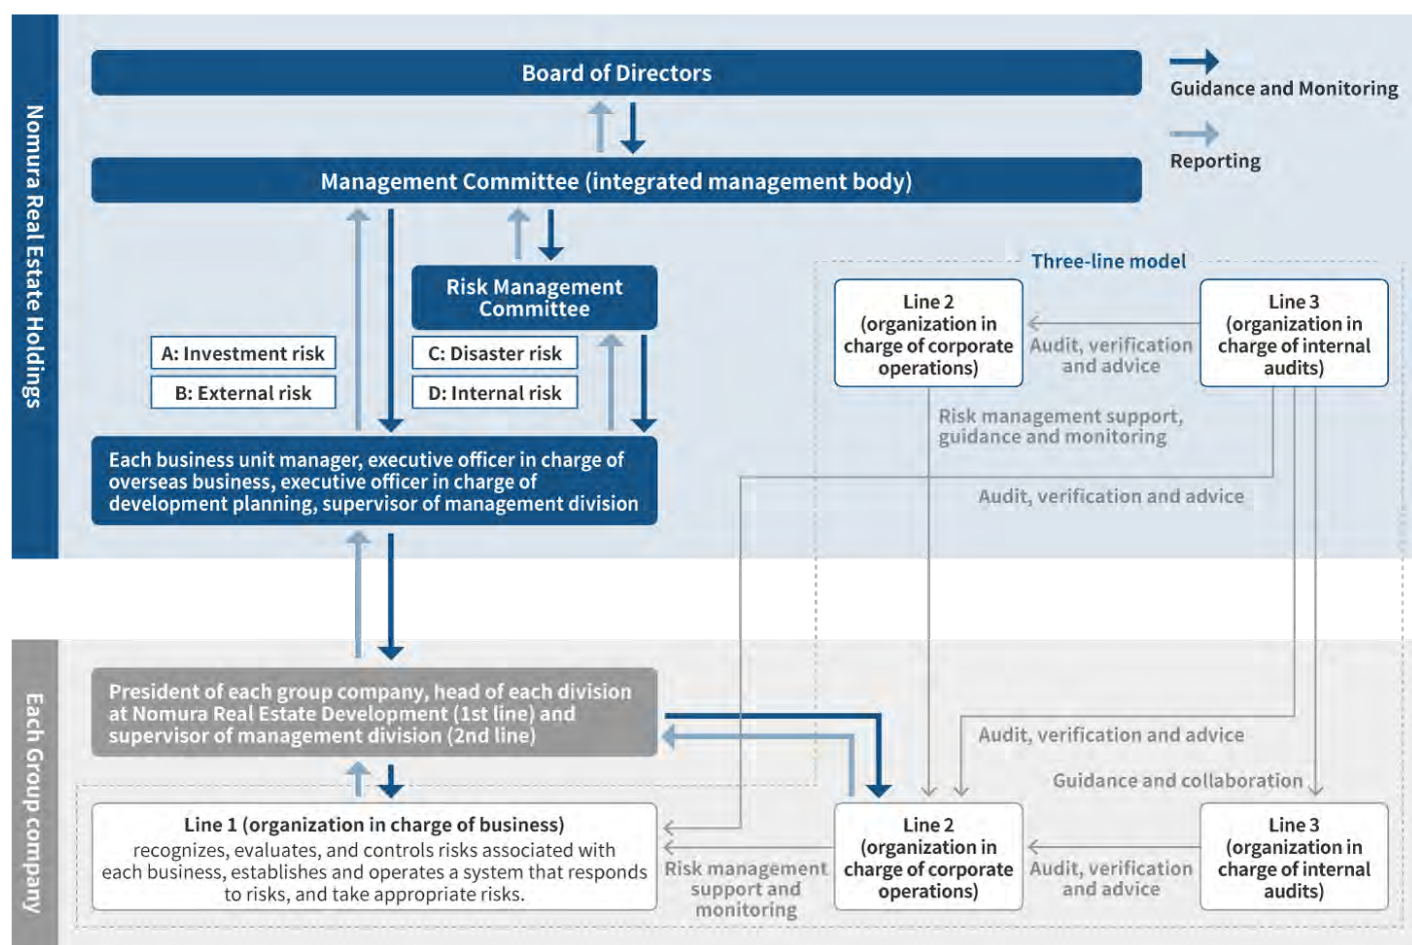 Nomura Real Estate Holdings
Board of Directors
Guidance and Monitoring
Reporting
Management Committee (integrated management body)
Risk Management
Committee
A: Investment risk
B: External risk
C: Disaster risk
D: Internal risk
Each business unit manager, executive officer in charge of
overseas business, executive officer in charge of
development planning, supervisor of management division
Three-line model
Line 2
(organization in
charge of corporate
operations)
Audit, verification
and advice
Line 3
(organization in
charge of internal
audits)
Risk management support,
guidance and monitoring
Audit, verification and advice
Each Group company
President of each group company, head of each division
at Nomura Real Estate Development (1st line) and
supervisor of management division (2nd line)
Audit, verification and advice
Guidance and collaboration
Line 1 (organization in charge of business)
recognizes, evaluates, and controls risks associated with
each business, establishes and operates a system that responds
to risks, and take appropriate risks.
Risk management
support and
monitoring
Line 2
(organization in
charge of corporate
operations)
Audit, verification
and advice
Line 3
(organization in
charge of internal
audits)